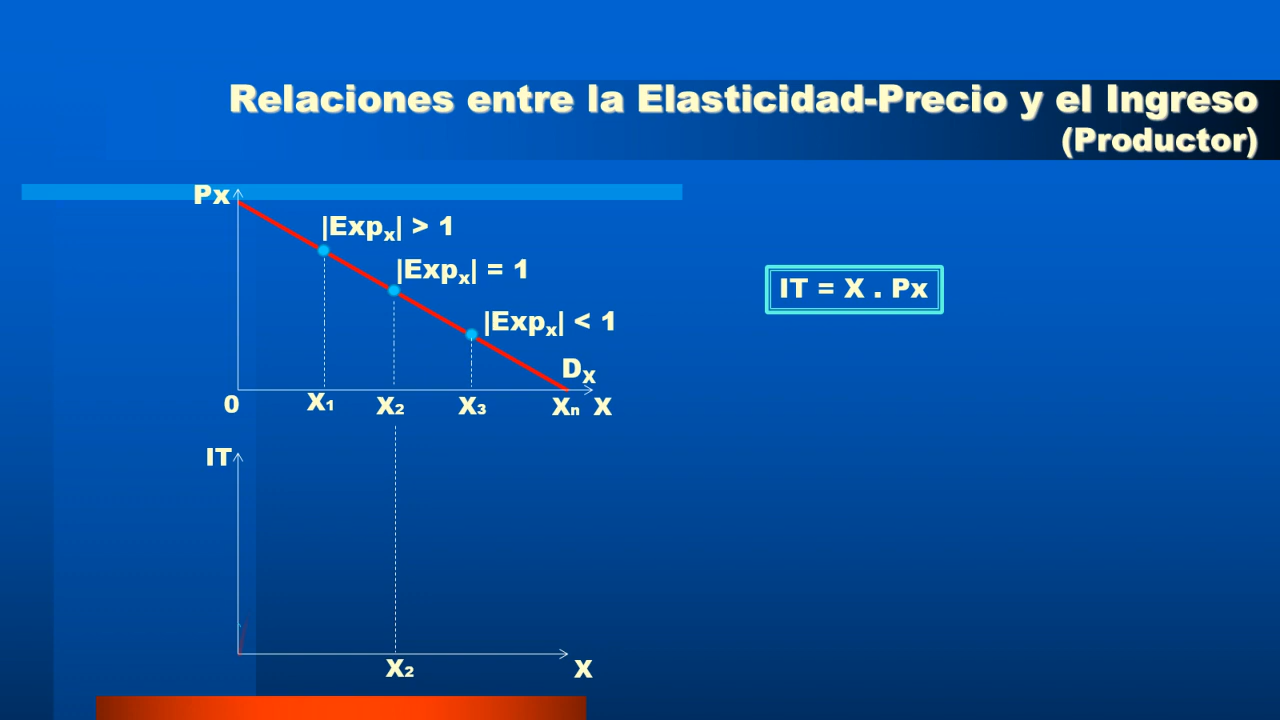 Relaciones entre la Elasticidad-Precio y el Ingreso
(Productor)
Px
|Expx| > 1
|Expx| = 1
|Expx| < 1
DX
IT = X . Px
0 X1 X2 X3 Xn X
IT
X2 X